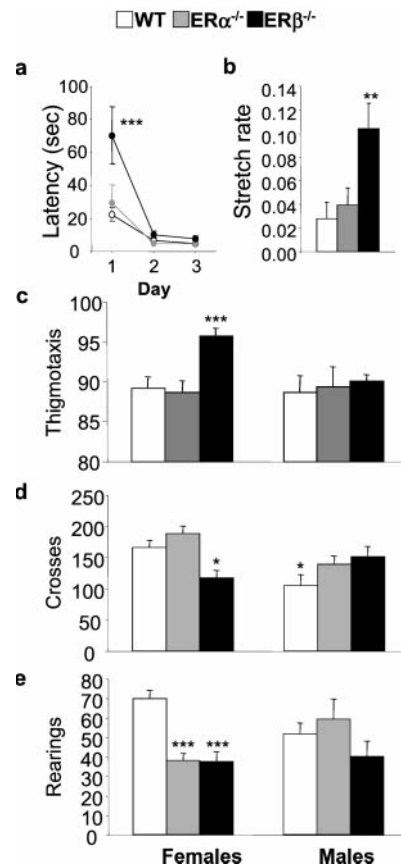 WT ERα-/- ERβ-/-
a
b
Latency (sec)
100
80
60
40
20
0
***
1 2 3
Day
Stretch rate
0.14
0.12
0.10
0.08
0.06
0.04
0.02
0.00
**
c
Thigmotaxis
100
95
90
85
80
***
d
Crosses
250
200
150
100
50
0
*
*
e
Rearings
80
70
60
50
40
30
20
10
0
*** ***
Females Males